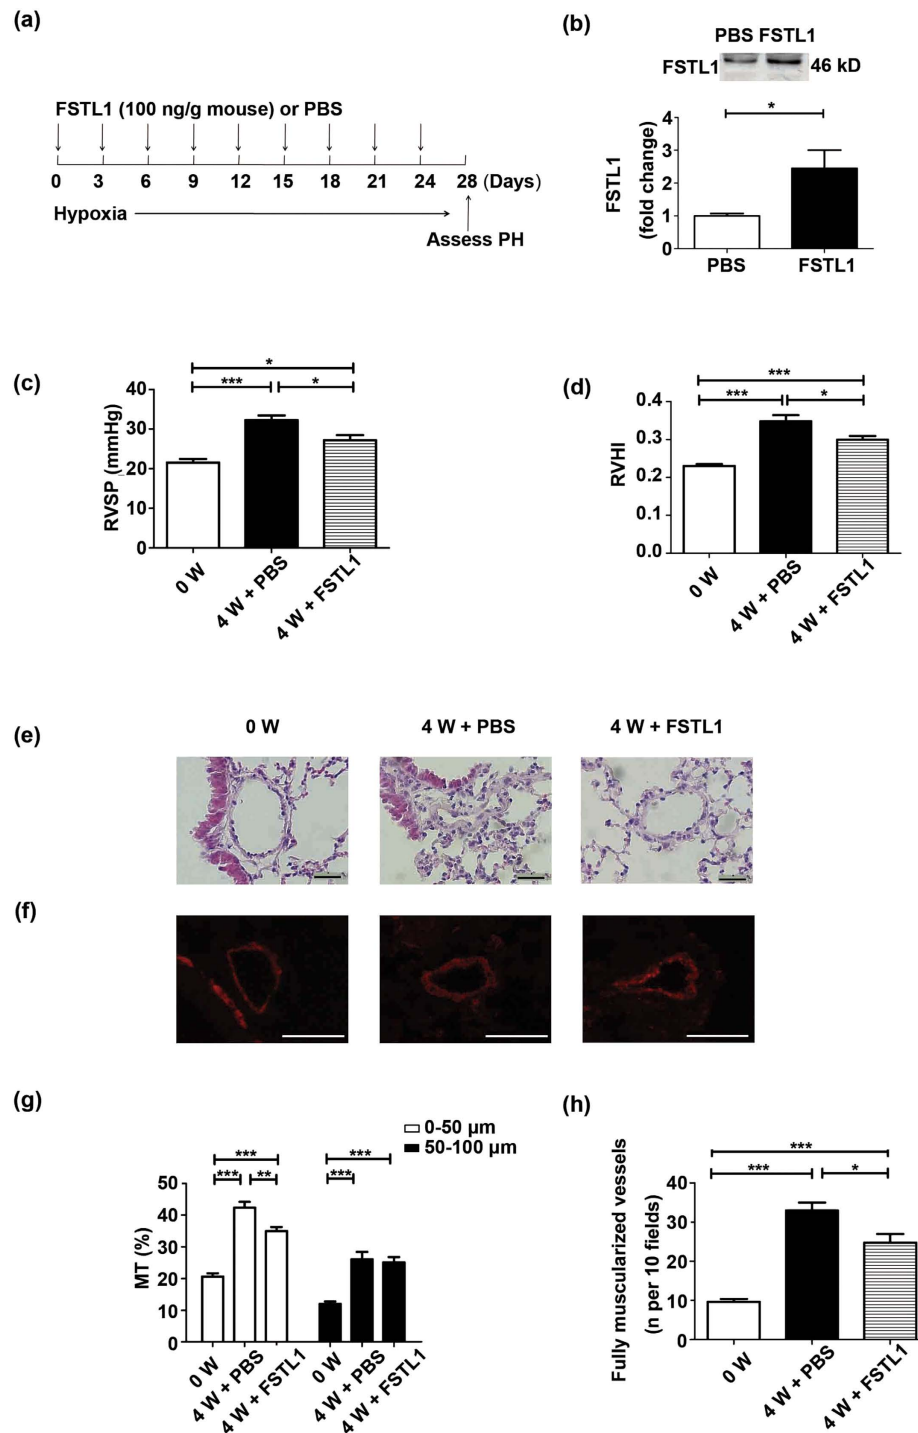 (a)
FSTL1 (100 ng/g mouse) or PBS
0 3 6 9 12 15 18 21 24 28 (Days)
Hypoxia
Assess PH
(b)
PBS FSTL1
FSTL1 46 kD
*
FSTL1
(fold change)
4
3
2
1
0
PBS FSTL1
(c)
*
*** *
RVSP (mmHg)
40
30
20
10
0
0 W
4 W + PBS
4 W + FSTL1
(d)
***
*** *
RVHI
0.4
0.3
0.2
0.1
0.0
0 W
4 W + PBS
4 W + FSTL1
(e)
0 W 4 W + PBS 4 W + FSTL1
(f)
(g)
0-50 μm
50-100 μm
*** ***
*** ** ***
MT (%)
50
40
30
20
10
0
0 W
4 W + PBS
4 W + FSTL1
0 W
4 W + PBS
4 W + FSTL1
(h)
***
*** *
Fully muscularized vessels
(n per 10 fields)
40
30
20
10
0
0 W
4 W + PBS
4 W + FSTL1